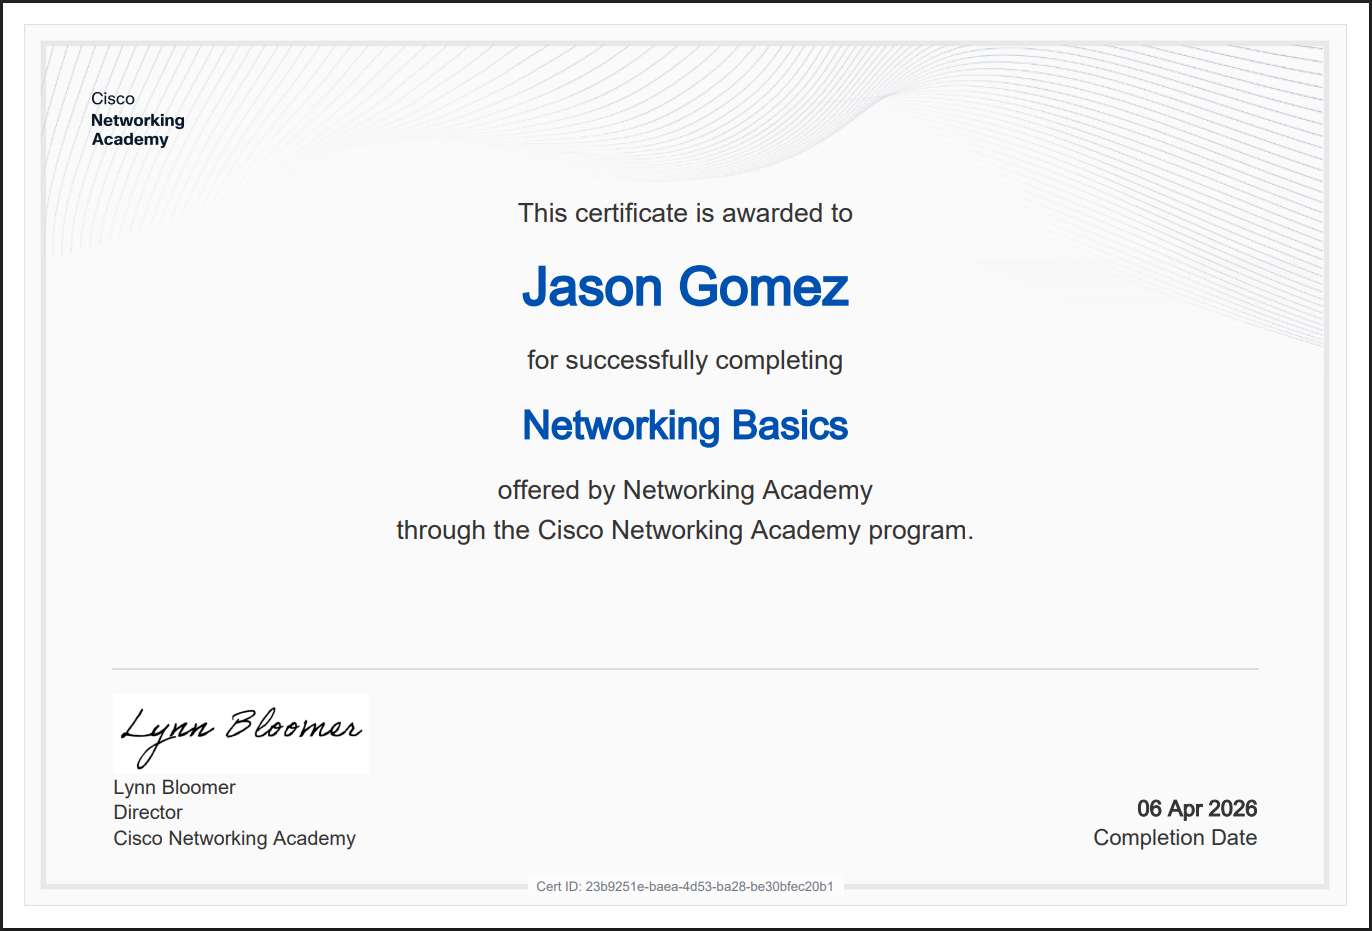 Cisco
Networking
Academy
This certificate is awarded to
Jason Gomez
for successfully completing
Networking Basics
offered by Networking Academy
through the Cisco Networking Academy program.
Lynn Bloomer
Lynn Bloomer
Director
Cisco Networking Academy
06 Apr 2026
Completion Date
Cert ID: 23b9251e-baea-4d53-ba28-be30bfec20b1